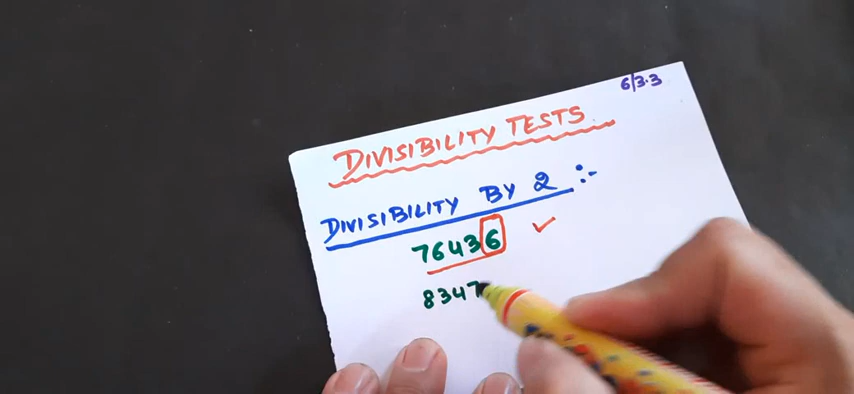 6/3.3
DIVISIBILITY TESTS
DIVISIBILITY BY 2 :-
76436 ✓
8347